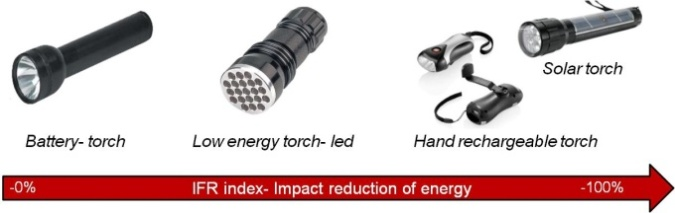 Solar torch
Battery- torch
Low energy torch- led
Hand rechargeable torch
-0%
IFR index- Impact reduction of energy
-100%